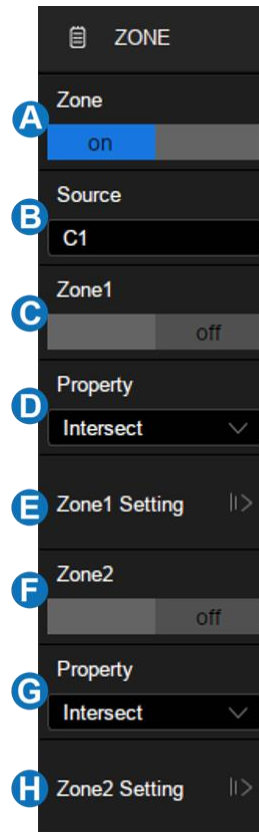 ZONE
A
Zone
on
B
Source
C1
C
Zone1
off
D
Property
Intersect
E
Zone1 Setting
F
Zone2
off
G
Property
Intersect
H
Zone2 Setting